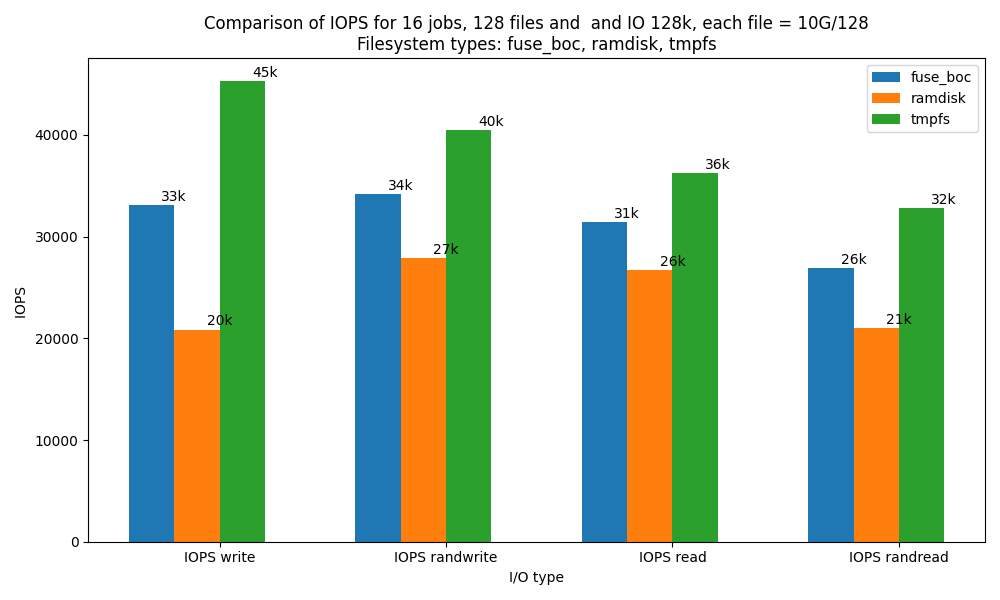 Comparison of IOPS for 16 jobs, 128 files and  and IO 128k, each file = 10G/128
Filesystem types: fuse_boc, ramdisk, tmpfs
fuse_boc
ramdisk
tmpfs
IOPS
40000
30000
20000
10000
0
33k
20k
45k
34k
27k
40k
31k
26k
36k
26k
21k
32k
IOPS write
IOPS randwrite
IOPS read
IOPS randread
I/O type